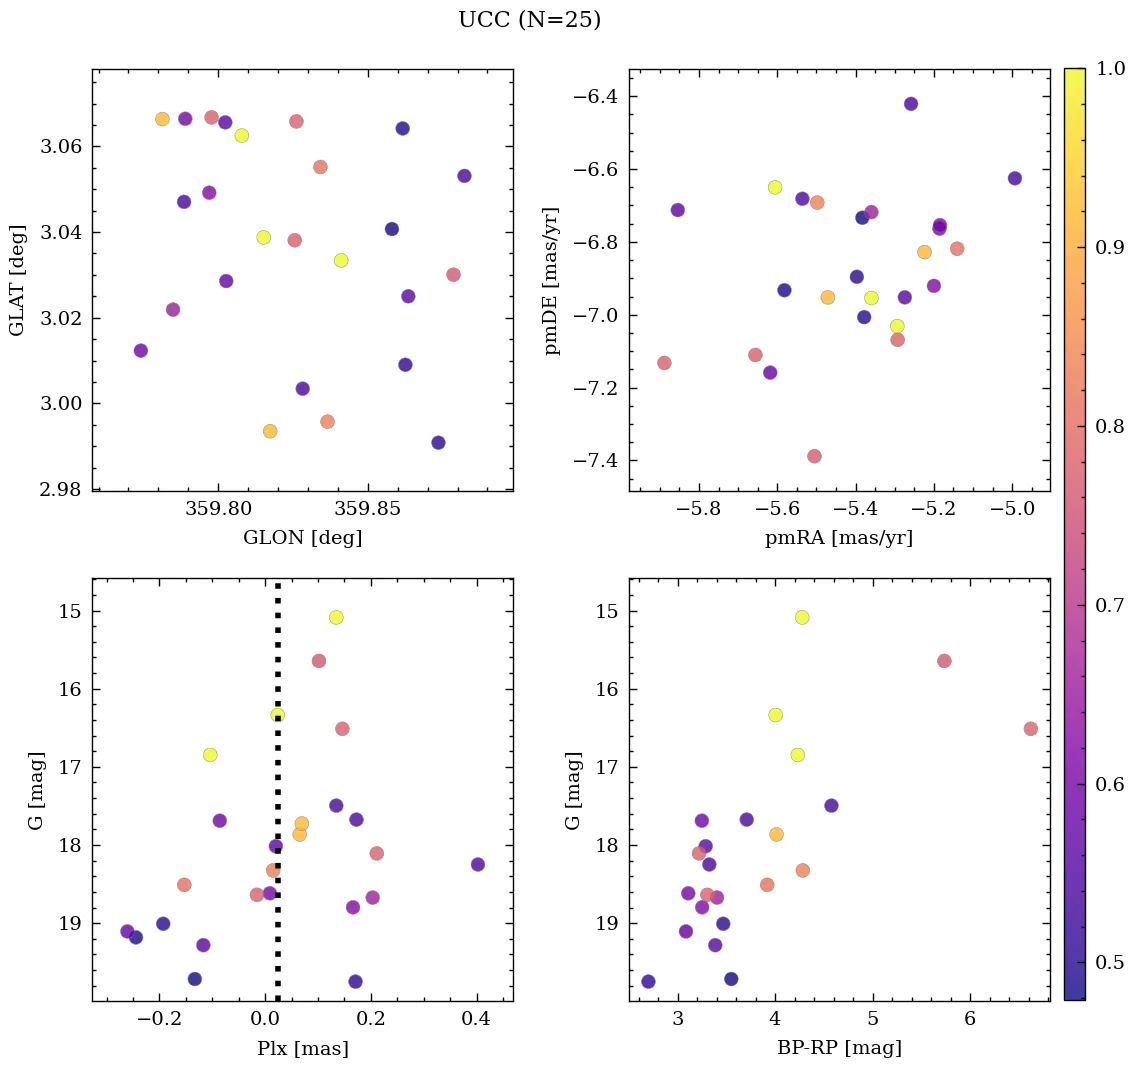 UCC (N=25)
3.06
3.04
3.02
3.00
2.98
GLAT [deg]
359.80 359.85
GLON [deg]
−6.4
−6.6
−6.8
−7.0
−7.2
−7.4
pmDE [mas/yr]
−5.8 −5.6 −5.4 −5.2 −5.0
pmRA [mas/yr]
1.0
0.9
0.8
0.7
0.6
0.5
15
16
17
18
19
G [mag]
−0.2 0.0 0.2 0.4
Plx [mas]
15
16
17
18
19
G [mag]
3 4 5 6
BP-RP [mag]